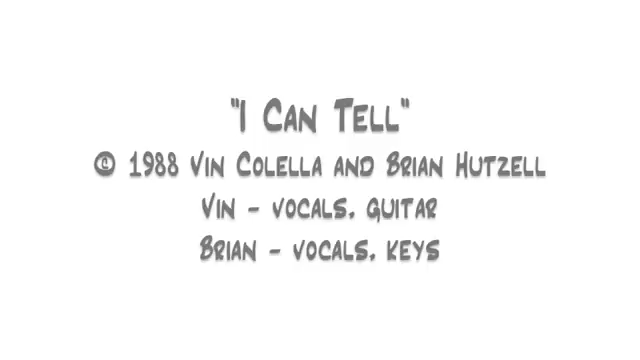 "I Can Tell"
© 1988 Vin Colella and Brian Hutzell
Vin - vocals, guitar
Brian - vocals, keys